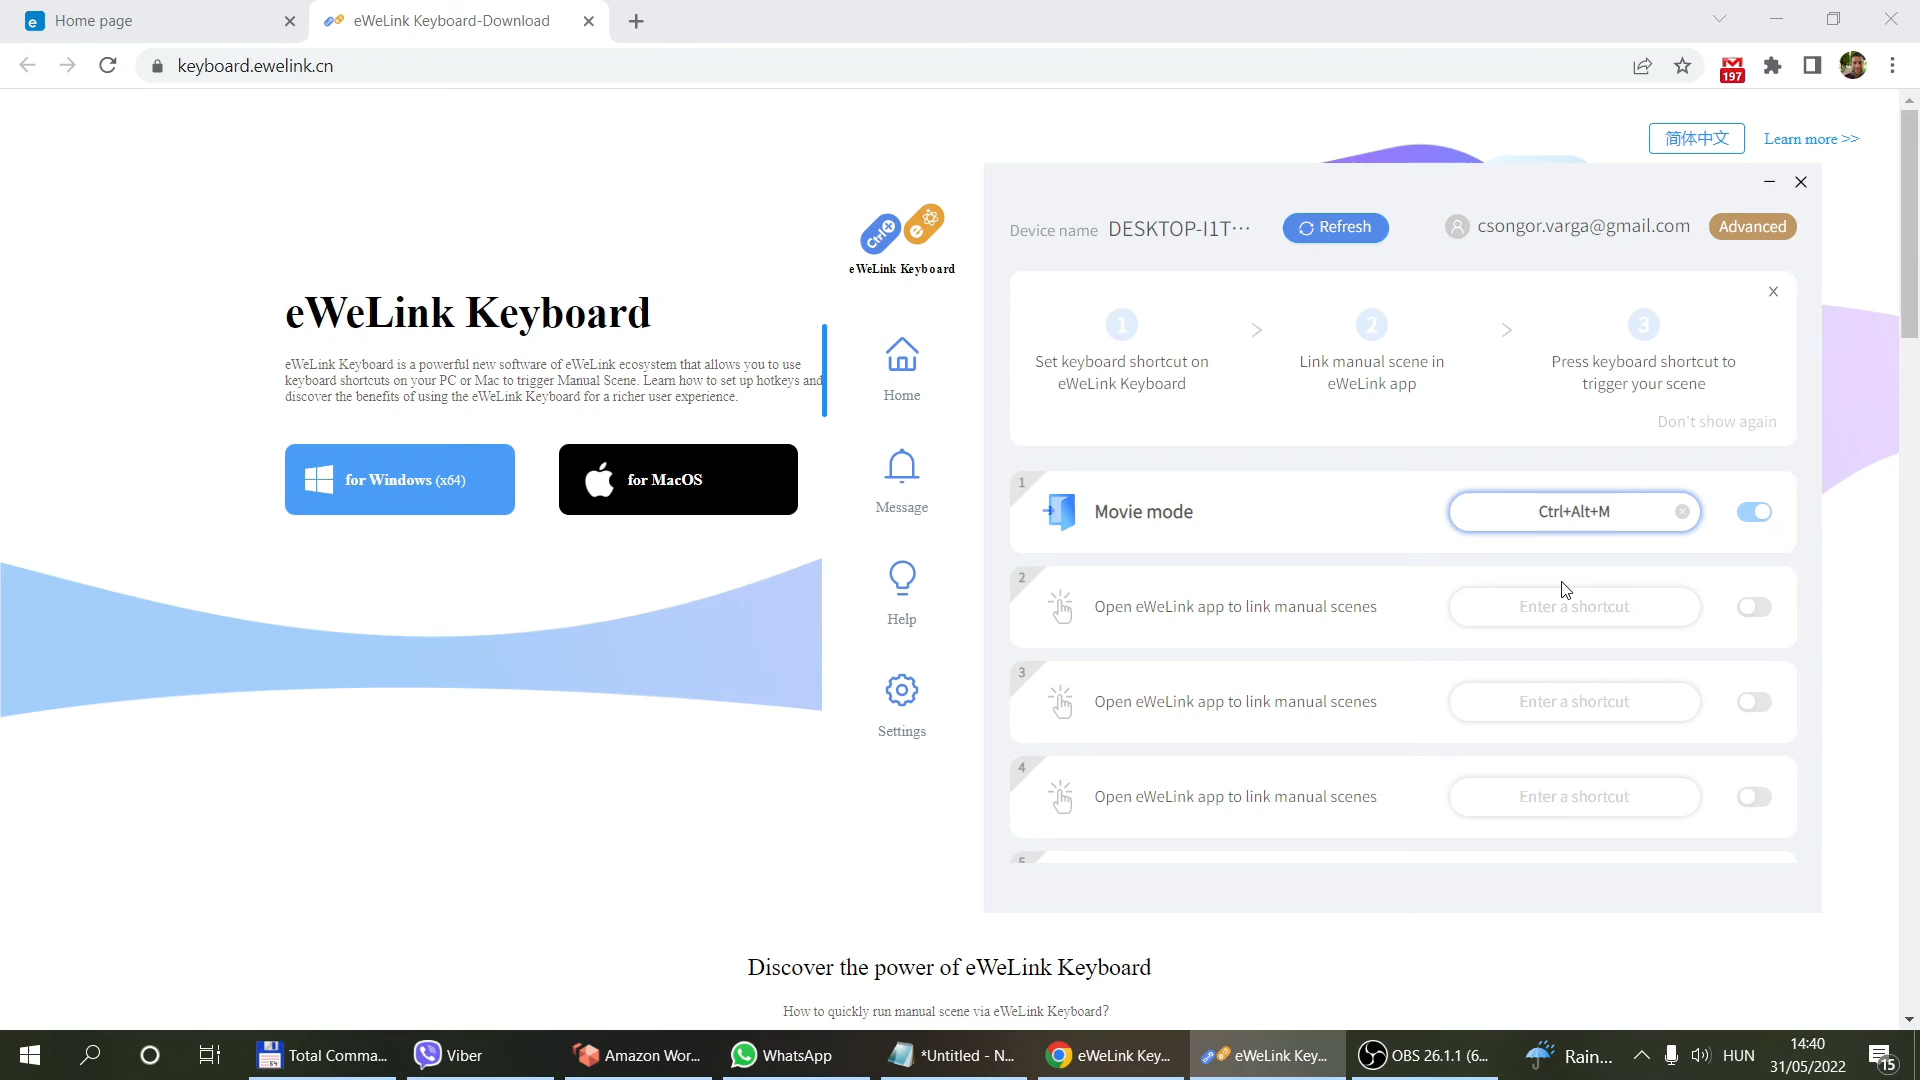 Home page
eWeLink Keyboard-Download
keyboard.ewelink.cn
197
简体中文
Learn more >>
eWeLink Keyboard
eWeLink Keyboard is a powerful new software of eWeLink ecosystem that allows you to use
keyboard shortcuts on your PC or Mac to trigger Manual Scene. Learn how to set up hotkeys and
discover the benefits of using the eWeLink Keyboard for a richer user experience.
for Windows (x64)
for MacOS
Ctrl
e
eWeLink Keyboard
Home
Message
Help
Settings
Device name DESKTOP-I1T···
Refresh
csongor.varga@gmail.com
Advanced
1
Set keyboard shortcut on
eWeLink Keyboard
2
Link manual scene in
eWeLink app
3
Press keyboard shortcut to
trigger your scene
Don't show again
1
Movie mode
Ctrl+Alt+M
2
Open eWeLink app to link manual scenes
Enter a shortcut
3
Open eWeLink app to link manual scenes
Enter a shortcut
4
Open eWeLink app to link manual scenes
Enter a shortcut
5
Discover the power of eWeLink Keyboard
How to quickly run manual scene via eWeLink Keyboard?
Total Comma...
Viber
Amazon Wor...
WhatsApp
*Untitled - N...
eWeLink Key...
eWeLink Key...
OBS 26.1.1 (6...
Rain...
HUN
14:40
31/05/2022
15